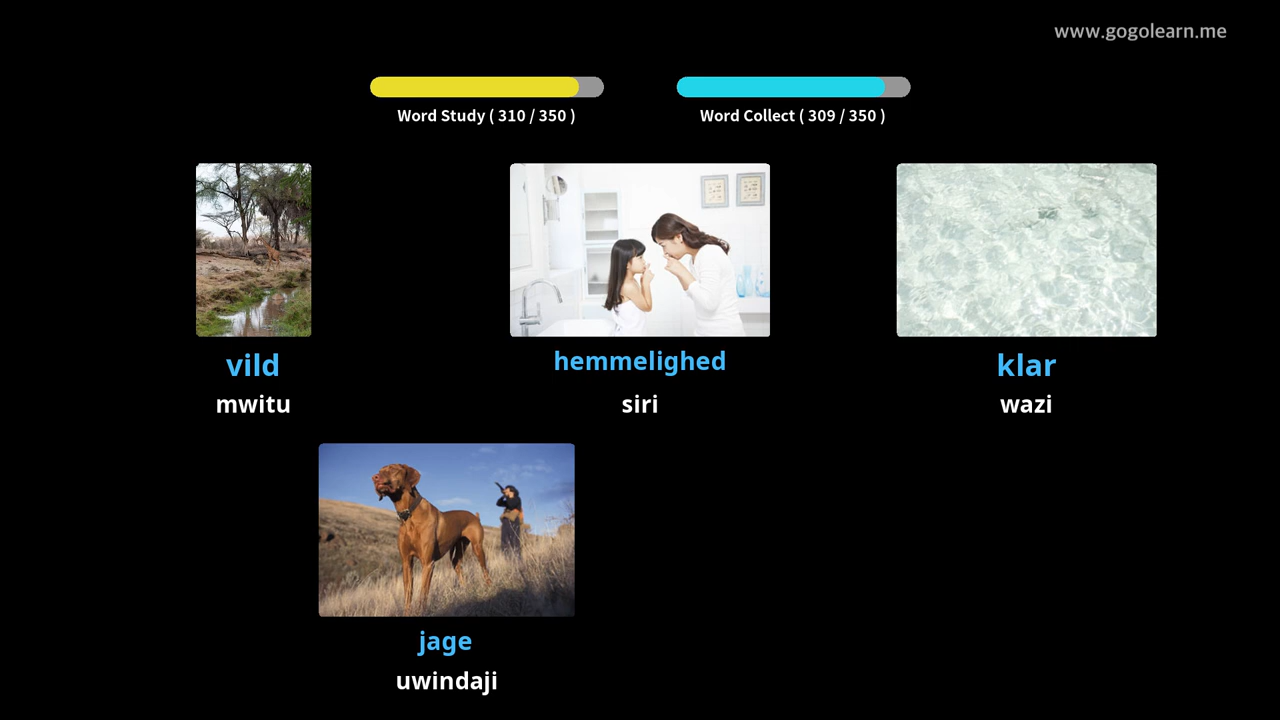 www.gogolearn.me
Word Study ( 310 / 350 )
Word Collect ( 309 / 350 )
vild
mwitu
hemmelighed
siri
klar
wazi
jage
uwindaji